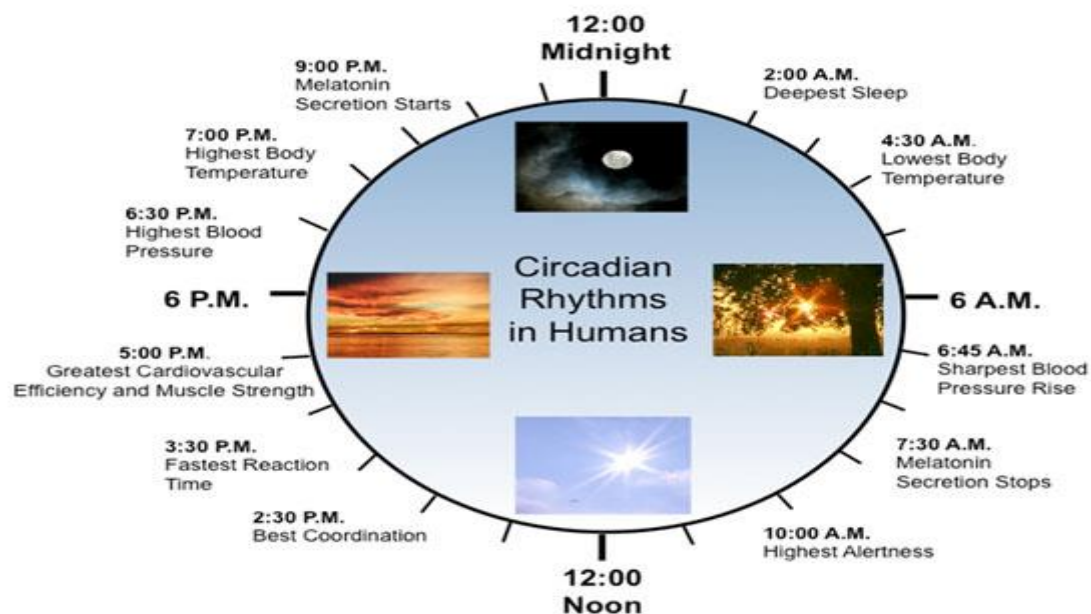 12:00
Midnight
2:00 A.M.
Deepest Sleep
4:30 A.M.
Lowest Body
Temperature
6 A.M.
6:45 A.M.
Sharpest Blood
Pressure Rise
7:30 A.M.
Melatonin
Secretion Stops
10:00 A.M.
Highest Alertness
12:00
Noon
2:30 P.M.
Best Coordination
3:30 P.M.
Fastest Reaction
Time
5:00 P.M.
Greatest Cardiovascular
Efficiency and Muscle Strength
6 P.M.
6:30 P.M.
Highest Blood
Pressure
7:00 P.M.
Highest Body
Temperature
9:00 P.M.
Melatonin
Secretion Starts
Circadian
Rhythms
in Humans